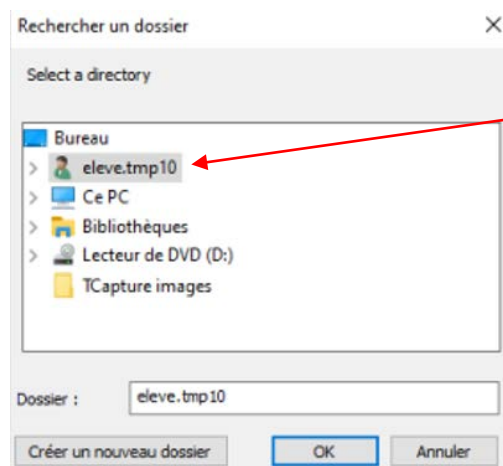 Rechercher un dossier
Select a directory
Bureau
eleve.tmp10
Ce PC
Bibliothèques
Lecteur de DVD (D:)
TCapture images
Dossier : eleve.tmp10
Créer un nouveau dossier OK Annuler